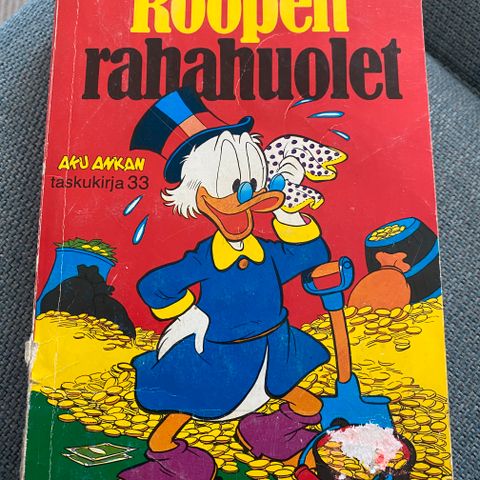 Roopen
rahahuolet
AKU ANKAN
taskukirja 33